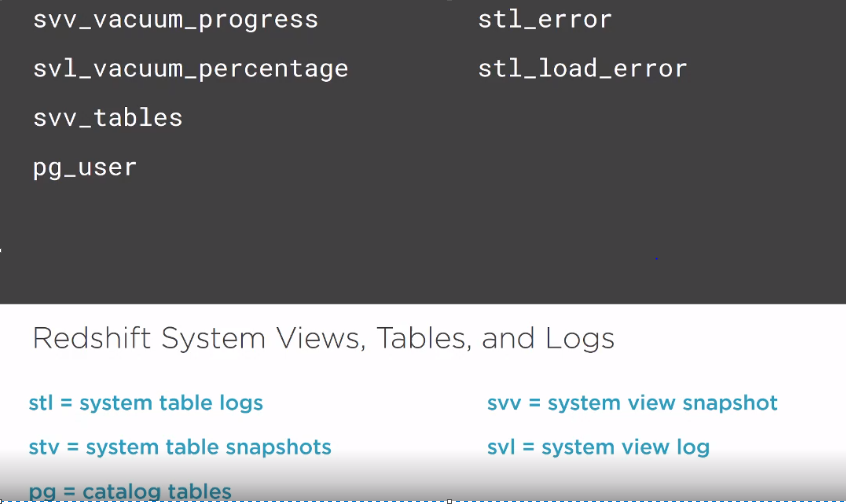 svv_vacuum_progress
svl_vacuum_percentage
svv_tables
pg_user
stl_error
stl_load_error
Redshift System Views, Tables, and Logs
stl = system table logs
stv = system table snapshots
pg = catalog tables
svv = system view snapshot
svl = system view log